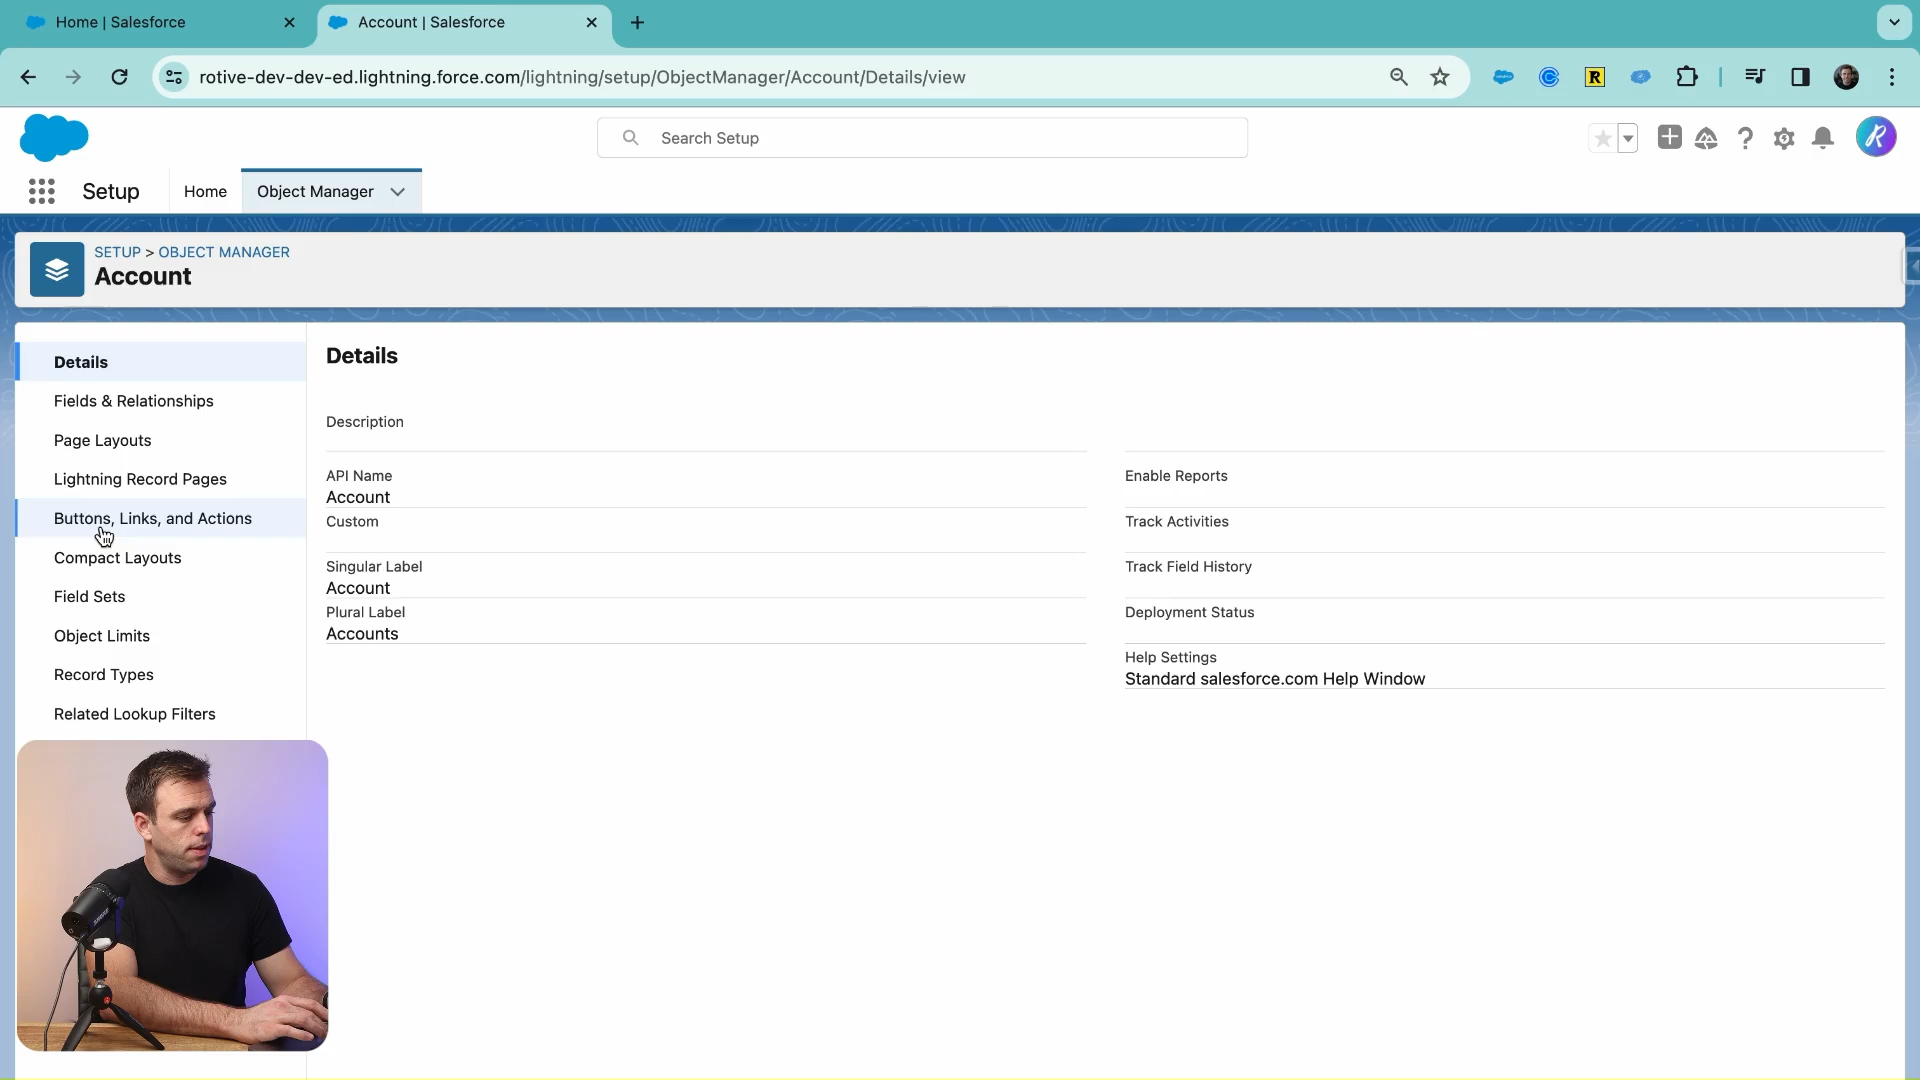 Home | Salesforce
Account | Salesforce
rotive-dev-dev-ed.lightning.force.com/lightning/setup/ObjectManager/Account/Details/view
Search Setup
Setup
Home
Object Manager
SETUP > OBJECT MANAGER
Account
Details
Fields & Relationships
Page Layouts
Lightning Record Pages
Buttons, Links, and Actions
Compact Layouts
Field Sets
Object Limits
Record Types
Related Lookup Filters
Details
Description
API Name
Account
Custom
Singular Label
Account
Plural Label
Accounts
Enable Reports
Track Activities
Track Field History
Deployment Status
Help Settings
Standard salesforce.com Help Window